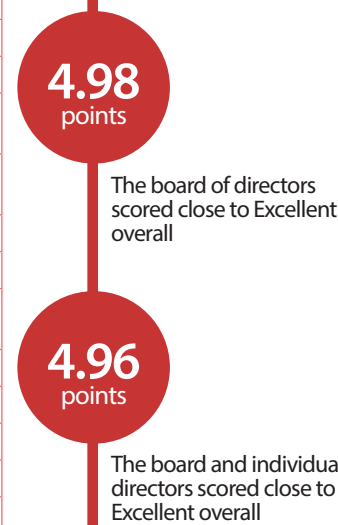 4.98
points
The board of directors
scored close to Excellent
overall
4.96
points
The board and individua
directors scored close to
Excellent overall